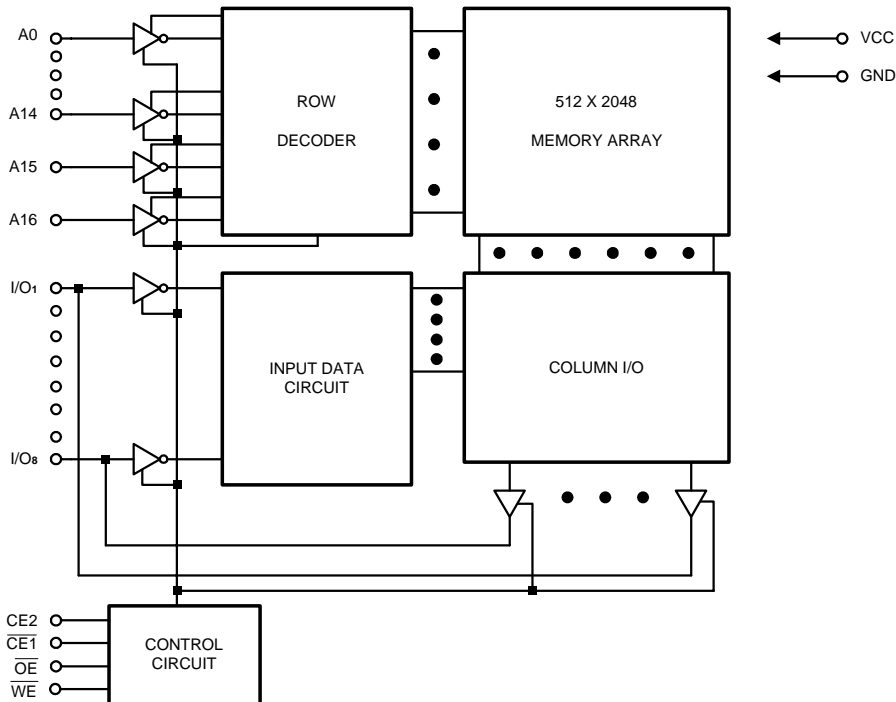 A0
VCC
GND
ROW
DECODER
512 X 2048
MEMORY ARRAY
A14
A15
A16
I/O1
INPUT DATA
CIRCUIT
COLUMN I/O
I/O8
CE2
CE1
OE
WE
CONTROL
CIRCUIT